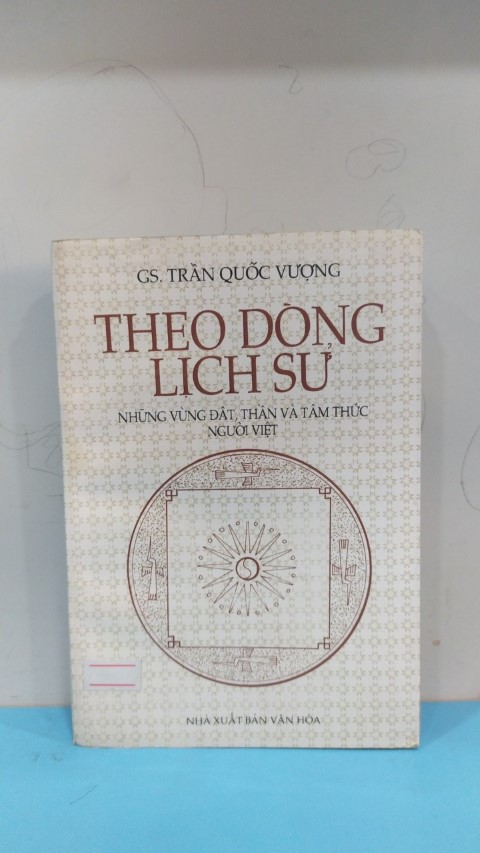 GS. TRẦN QUỐC VƯỢNG
THEO DÒNG
LỊCH SỬ
NHỮNG VÙNG ĐẤT, THẦN VÀ TÂM THỨC
NGƯỜI VIỆT
NHÀ XUẤT BẢN VĂN HÓA